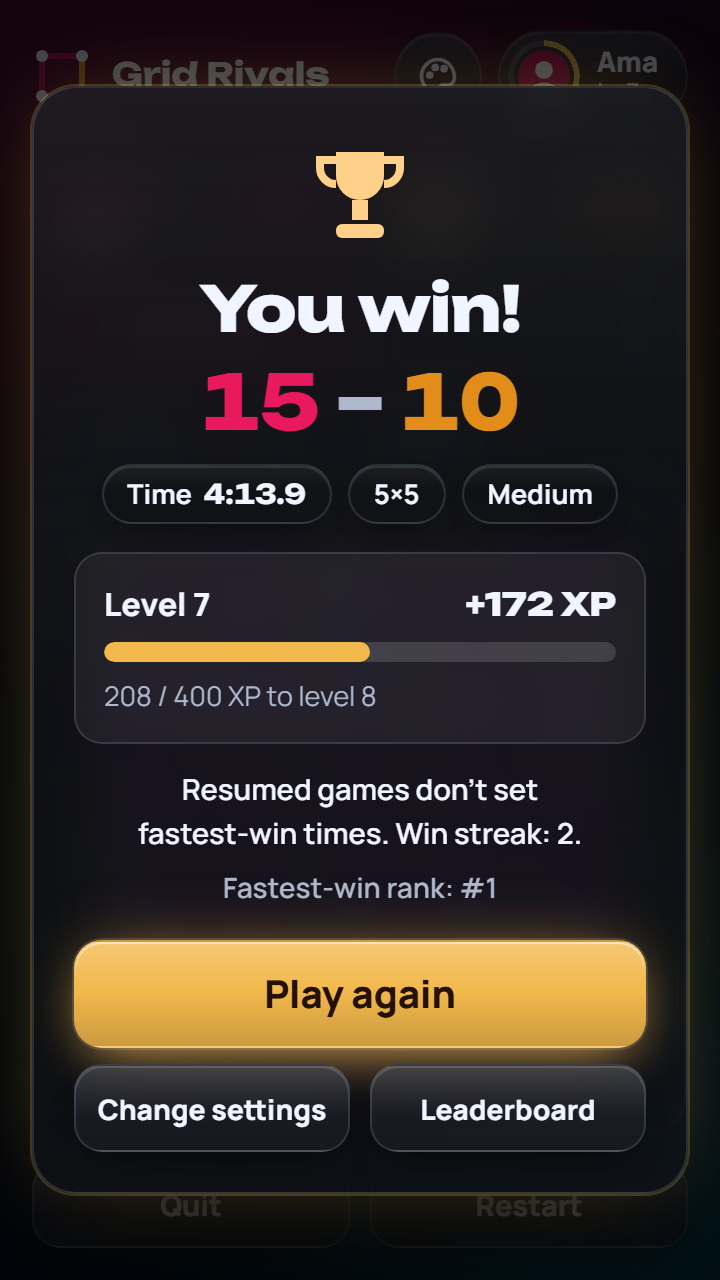 Grid Rivals
Ama
You win!
15 – 10
Time 4:13.9
5×5
Medium
Level 7
+172 XP
208 / 400 XP to level 8
Resumed games don’t set
fastest-win times. Win streak: 2.
Fastest-win rank: #1
Play again
Change settings
Leaderboard
Quit
Restart